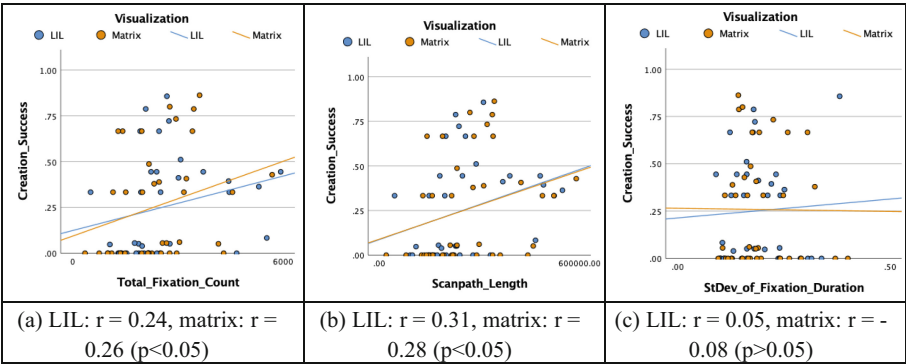 Visualization
LIL Matrix LIL Matrix
1.00
.75
.50
.26
.00
Creation_Success
0 6000
Total_Fixation_Count
(a) LIL: r = 0.24, matrix: r =
0.26 (p<0.05)
Visualization
LIL Matrix LIL Matrix
1.00
.75
.50
.25
.00
Creation_Success
.00 600000.00
Scanpath_Length
(b) LIL: r = 0.31, matrix: r =
0.28 (p<0.05)
Visualization
LIL Matrix LIL Matrix
1.00
.75
.50
.25
.00
Creation_Success
.00 .50
StDev_of_Fixation_Duration
(c) LIL: r = 0.05, matrix: r = -
0.08 (p>0.05)